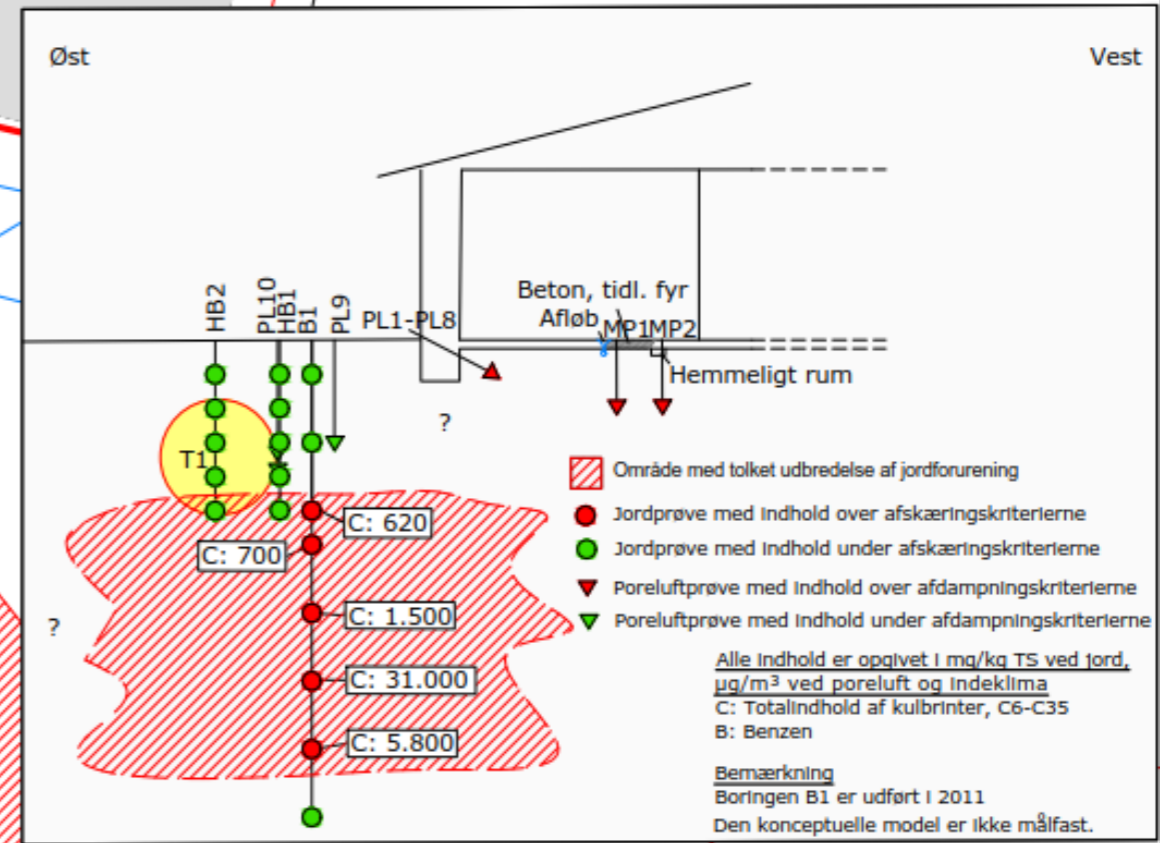 Øst
Vest
HB2
PL10
HB1
B1
PL9
PL1-PL8
Beton, tidl. fyr
Afløb
MP1
MP2
Hemmeligt rum
?
T1
C: 620
C: 700
?
C: 1.500
C: 31.000
C: 5.800
Område med tolket udbredelse af jordforurening
Jordprøve med indhold over afskæringskriterierne
Jordprøve med indhold under afskæringskriterierne
Poreluftprøve med indhold over afdampningskriterierne
Poreluftprøve med indhold under afdampningskriterierne
Alle indhold er opgivet i mg/kg TS ved jord,
µg/m³ ved poreluft og indeklima
C: Totalindhold af kulbrinter, C6-C35
B: Benzen
Bemærkning
Boringen B1 er udført i 2011
Den konceptuelle model er ikke målfast.